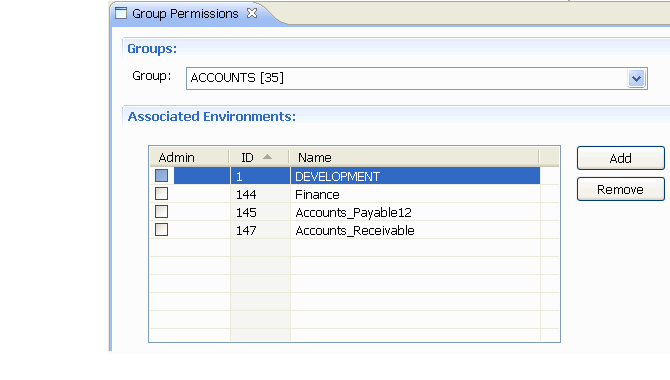 Group Permissions
Groups:
Group: ACCOUNTS [35]
Associated Environments:
Admin ID Name
1 DEVELOPMENT
144 Finance
145 Accounts_Payable12
147 Accounts_Receivable
Add
Remove